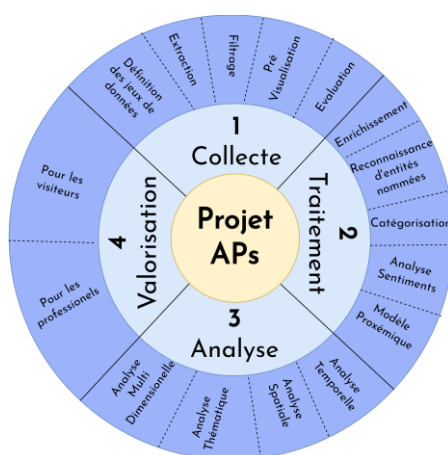 Projet
APs
1
Collecte
Définition
des jeux de
données
Extraction
Filtrage
Pré
Visualisation
Evaluation
2
Traitement
Enrichissement
Reconnaissance
d'entités
nommées
Catégorisation
Analyse
Sentiments
Modèle
Proxémique
3
Analyse
Analyse
Temporelle
Analyse
Spatiale
Analyse
Thématique
Analyse
Multi
Dimensionelle
4
Valorisation
Pour les
professionels
Pour les
visiteurs